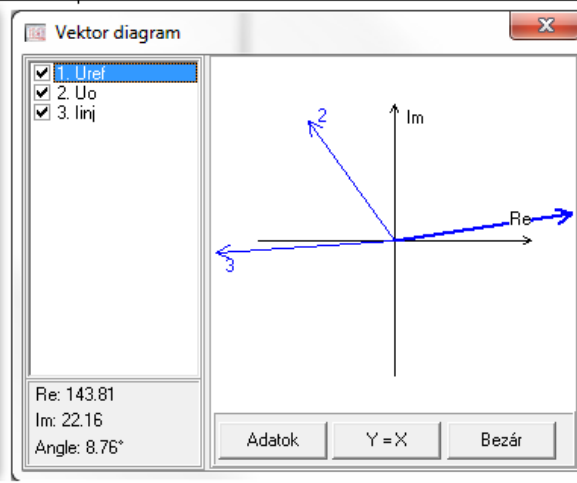 Vektor diagram
1. Uref
2. Uo
3. Iinj
2
Im
Re
3
Re: 143.81
Im: 22.16
Angle: 8.76°
Adatok
Y = X
Bezár